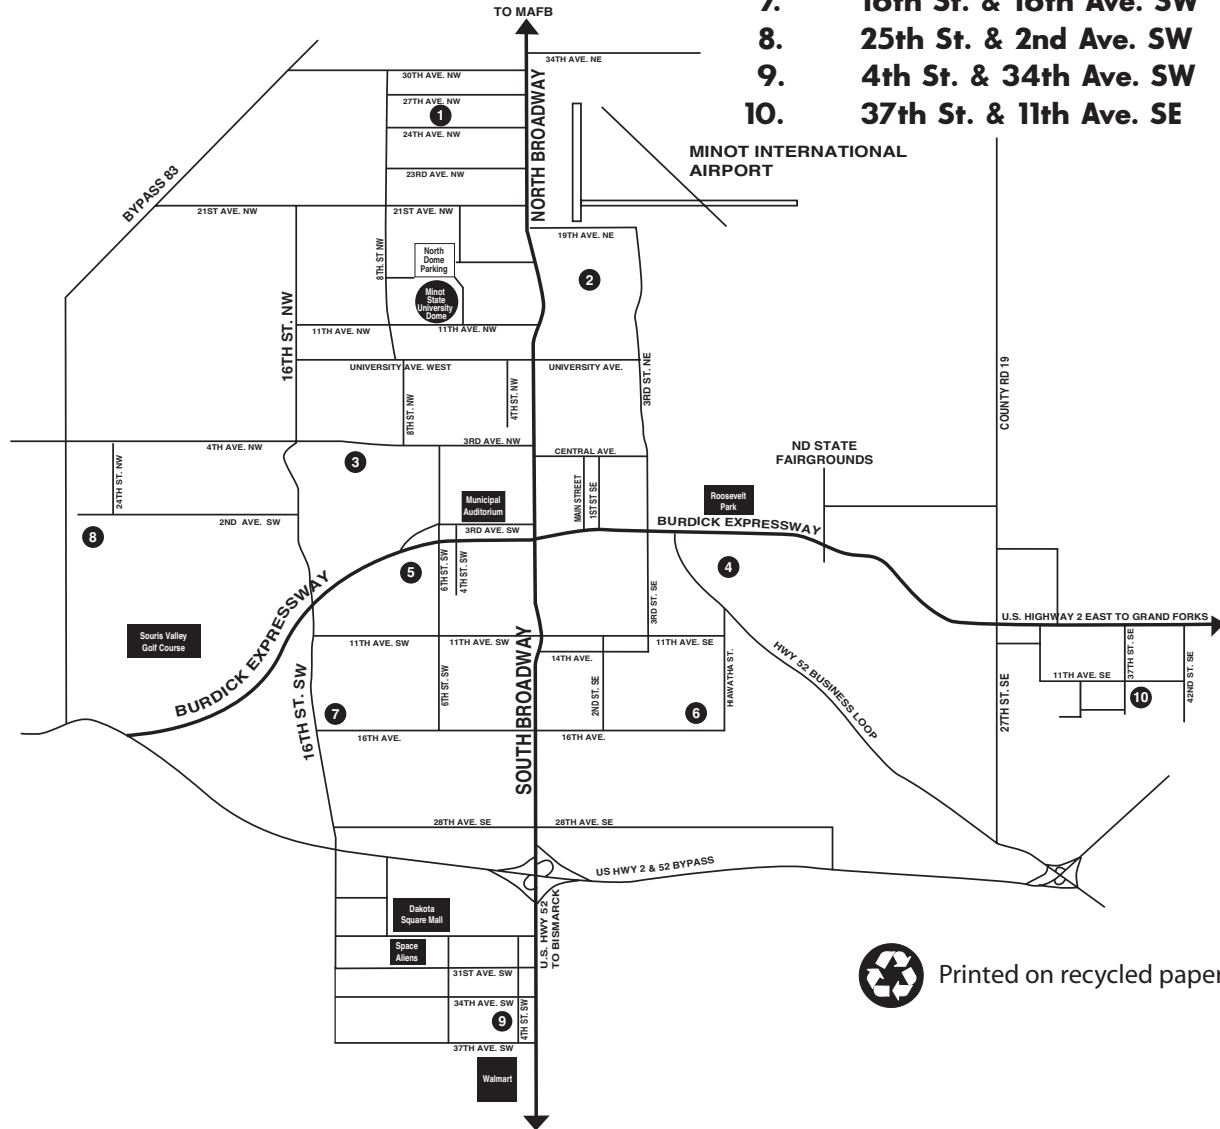 TO MAFB
7. 16th St. & 16th Ave. SW
8. 25th St. & 2nd Ave. SW
9. 4th St. & 34th Ave. SW
10. 37th St. & 11th Ave. SE
34TH AVE. NE
30TH AVE. NW
27TH AVE. NW
1
24TH AVE. NW
NORTH BROADWAY
MINOT INTERNATIONAL
AIRPORT
23RD AVE. NW
BYPASS 83
21ST AVE. NW
21ST AVE. NW
19TH AVE. NE
8TH. ST NW
North
Dome
Parking
2
Minot
State
University
Dome
16TH ST. NW
11TH AVE. NW
11TH AVE. NW
UNIVERSITY AVE. WEST
UNIVERSITY AVE.
3RD ST. NE
COUNTY RD 19
8TH ST. NW
4TH ST. NW
4TH AVE. NW
3RD AVE. NW
CENTRAL AVE.
ND STATE
FAIRGROUNDS
3
24TH ST. NW
MAIN STREET
1ST ST SE
Municipal
Auditorium
Roosevelt
Park
2ND AVE. SW
3RD AVE. SW
BURDICK EXPRESSWAY
8
5
6TH ST. SW
4TH ST. SW
4
3RD ST. SE
U.S. HIGHWAY 2 EAST TO GRAND FORKS
Souris Valley
Golf Course
BURDICK EXPRESSWAY
11TH AVE. SW
11TH AVE. SW
SOUTH BROADWAY
11TH AVE. SE
14TH AVE.
HWY 52 BUSINESS LOOP
37TH ST. SE
11TH AVE. SE
42ND ST. SE
16TH ST. SW
6TH ST. SW
2ND ST. SE
HIAWATHA ST.
27TH ST. SE
10
7
6
16TH AVE.
16TH AVE.
28TH AVE. SE
28TH AVE. SE
US HWY 2 & 52 BYPASS
Dakota
Square Mall
U.S. HWY 52
TO BISMARCK
Space
Aliens
31ST AVE. SW
Printed on recycled paper
34TH AVE. SW
9
4TH ST. SW
37TH AVE. SW
Walmart